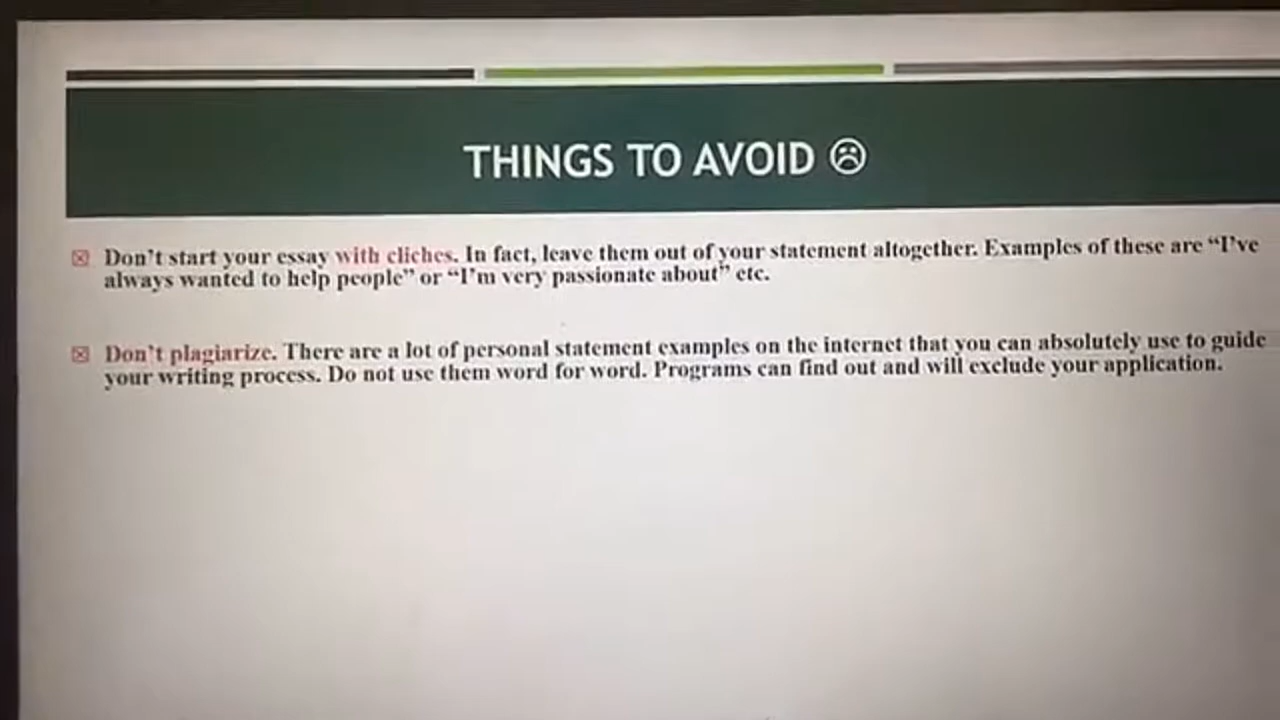 THINGS TO AVOID ☹
☒ Don't start your essay with cliches. In fact, leave them out of your statement altogether. Examples of these are “I've
always wanted to help people” or “I'm very passionate about” etc.
☒ Don't plagiarize. There are a lot of personal statement examples on the internet that you can absolutely use to guide
your writing process. Do not use them word for word. Programs can find out and will exclude your application.